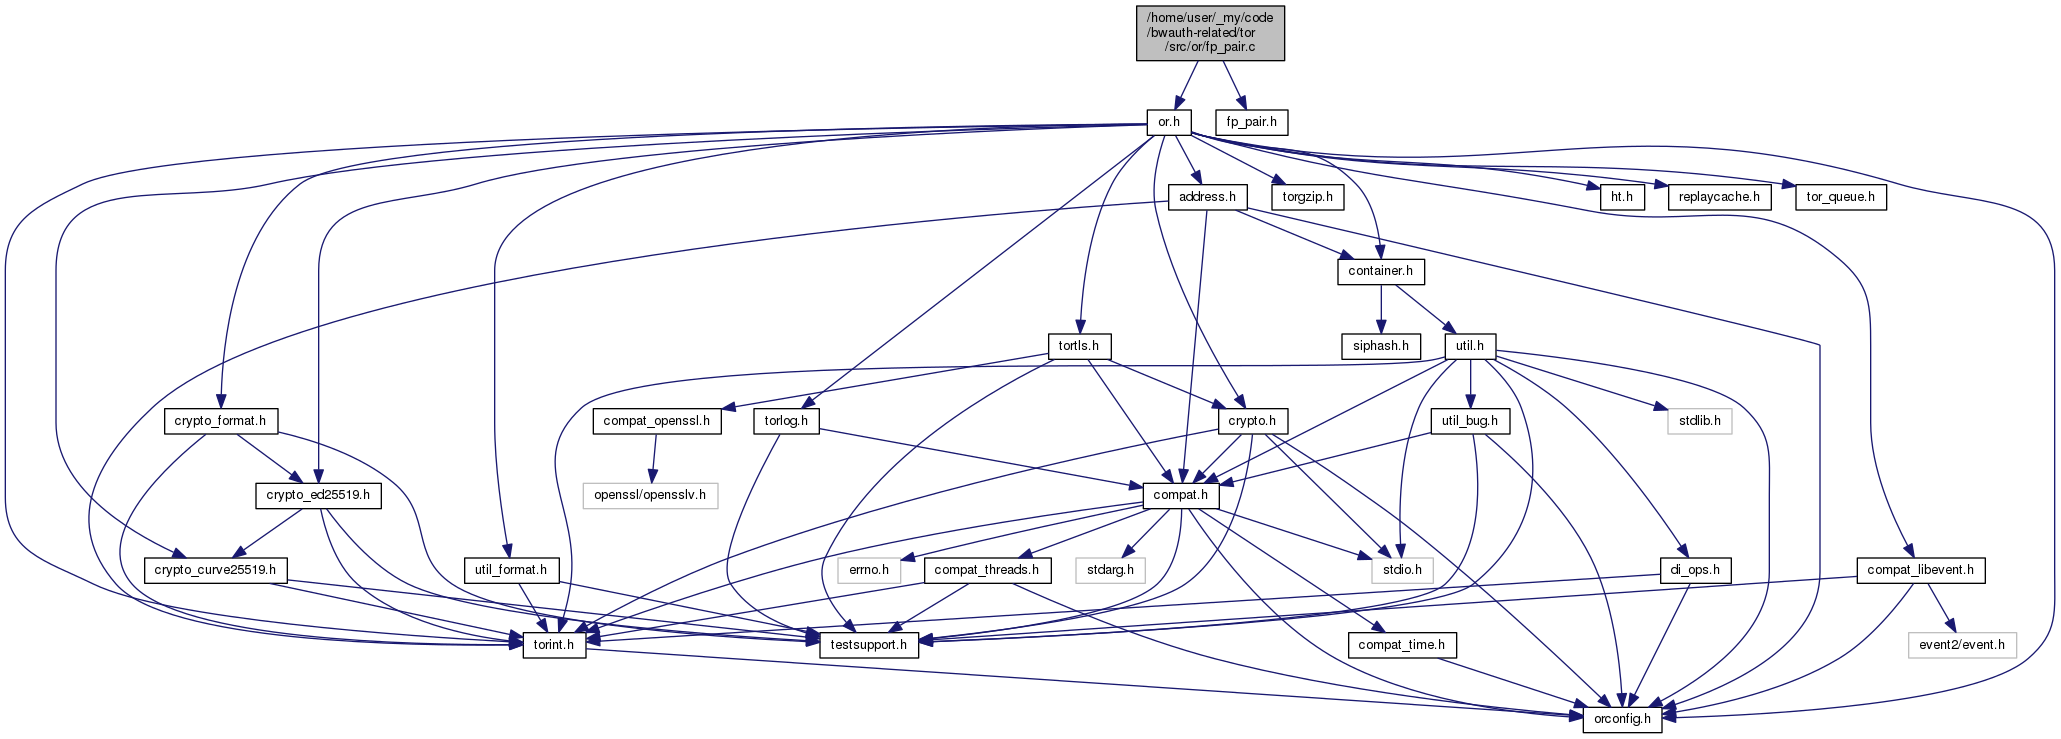 /home/user/_my/code
/bwauth-related/tor
/src/or/fp_pair.c
or.h
fp_pair.h
address.h
torgzip.h
ht.h
replaycache.h
tor_queue.h
container.h
tortls.h
siphash.h
util.h
crypto_format.h
compat_openssl.h
torlog.h
crypto.h
util_bug.h
stdlib.h
crypto_ed25519.h
openssl/opensslv.h
compat.h
crypto_curve25519.h
util_format.h
errno.h
compat_threads.h
stdarg.h
stdio.h
di_ops.h
compat_libevent.h
torint.h
testsupport.h
compat_time.h
event2/event.h
orconfig.h